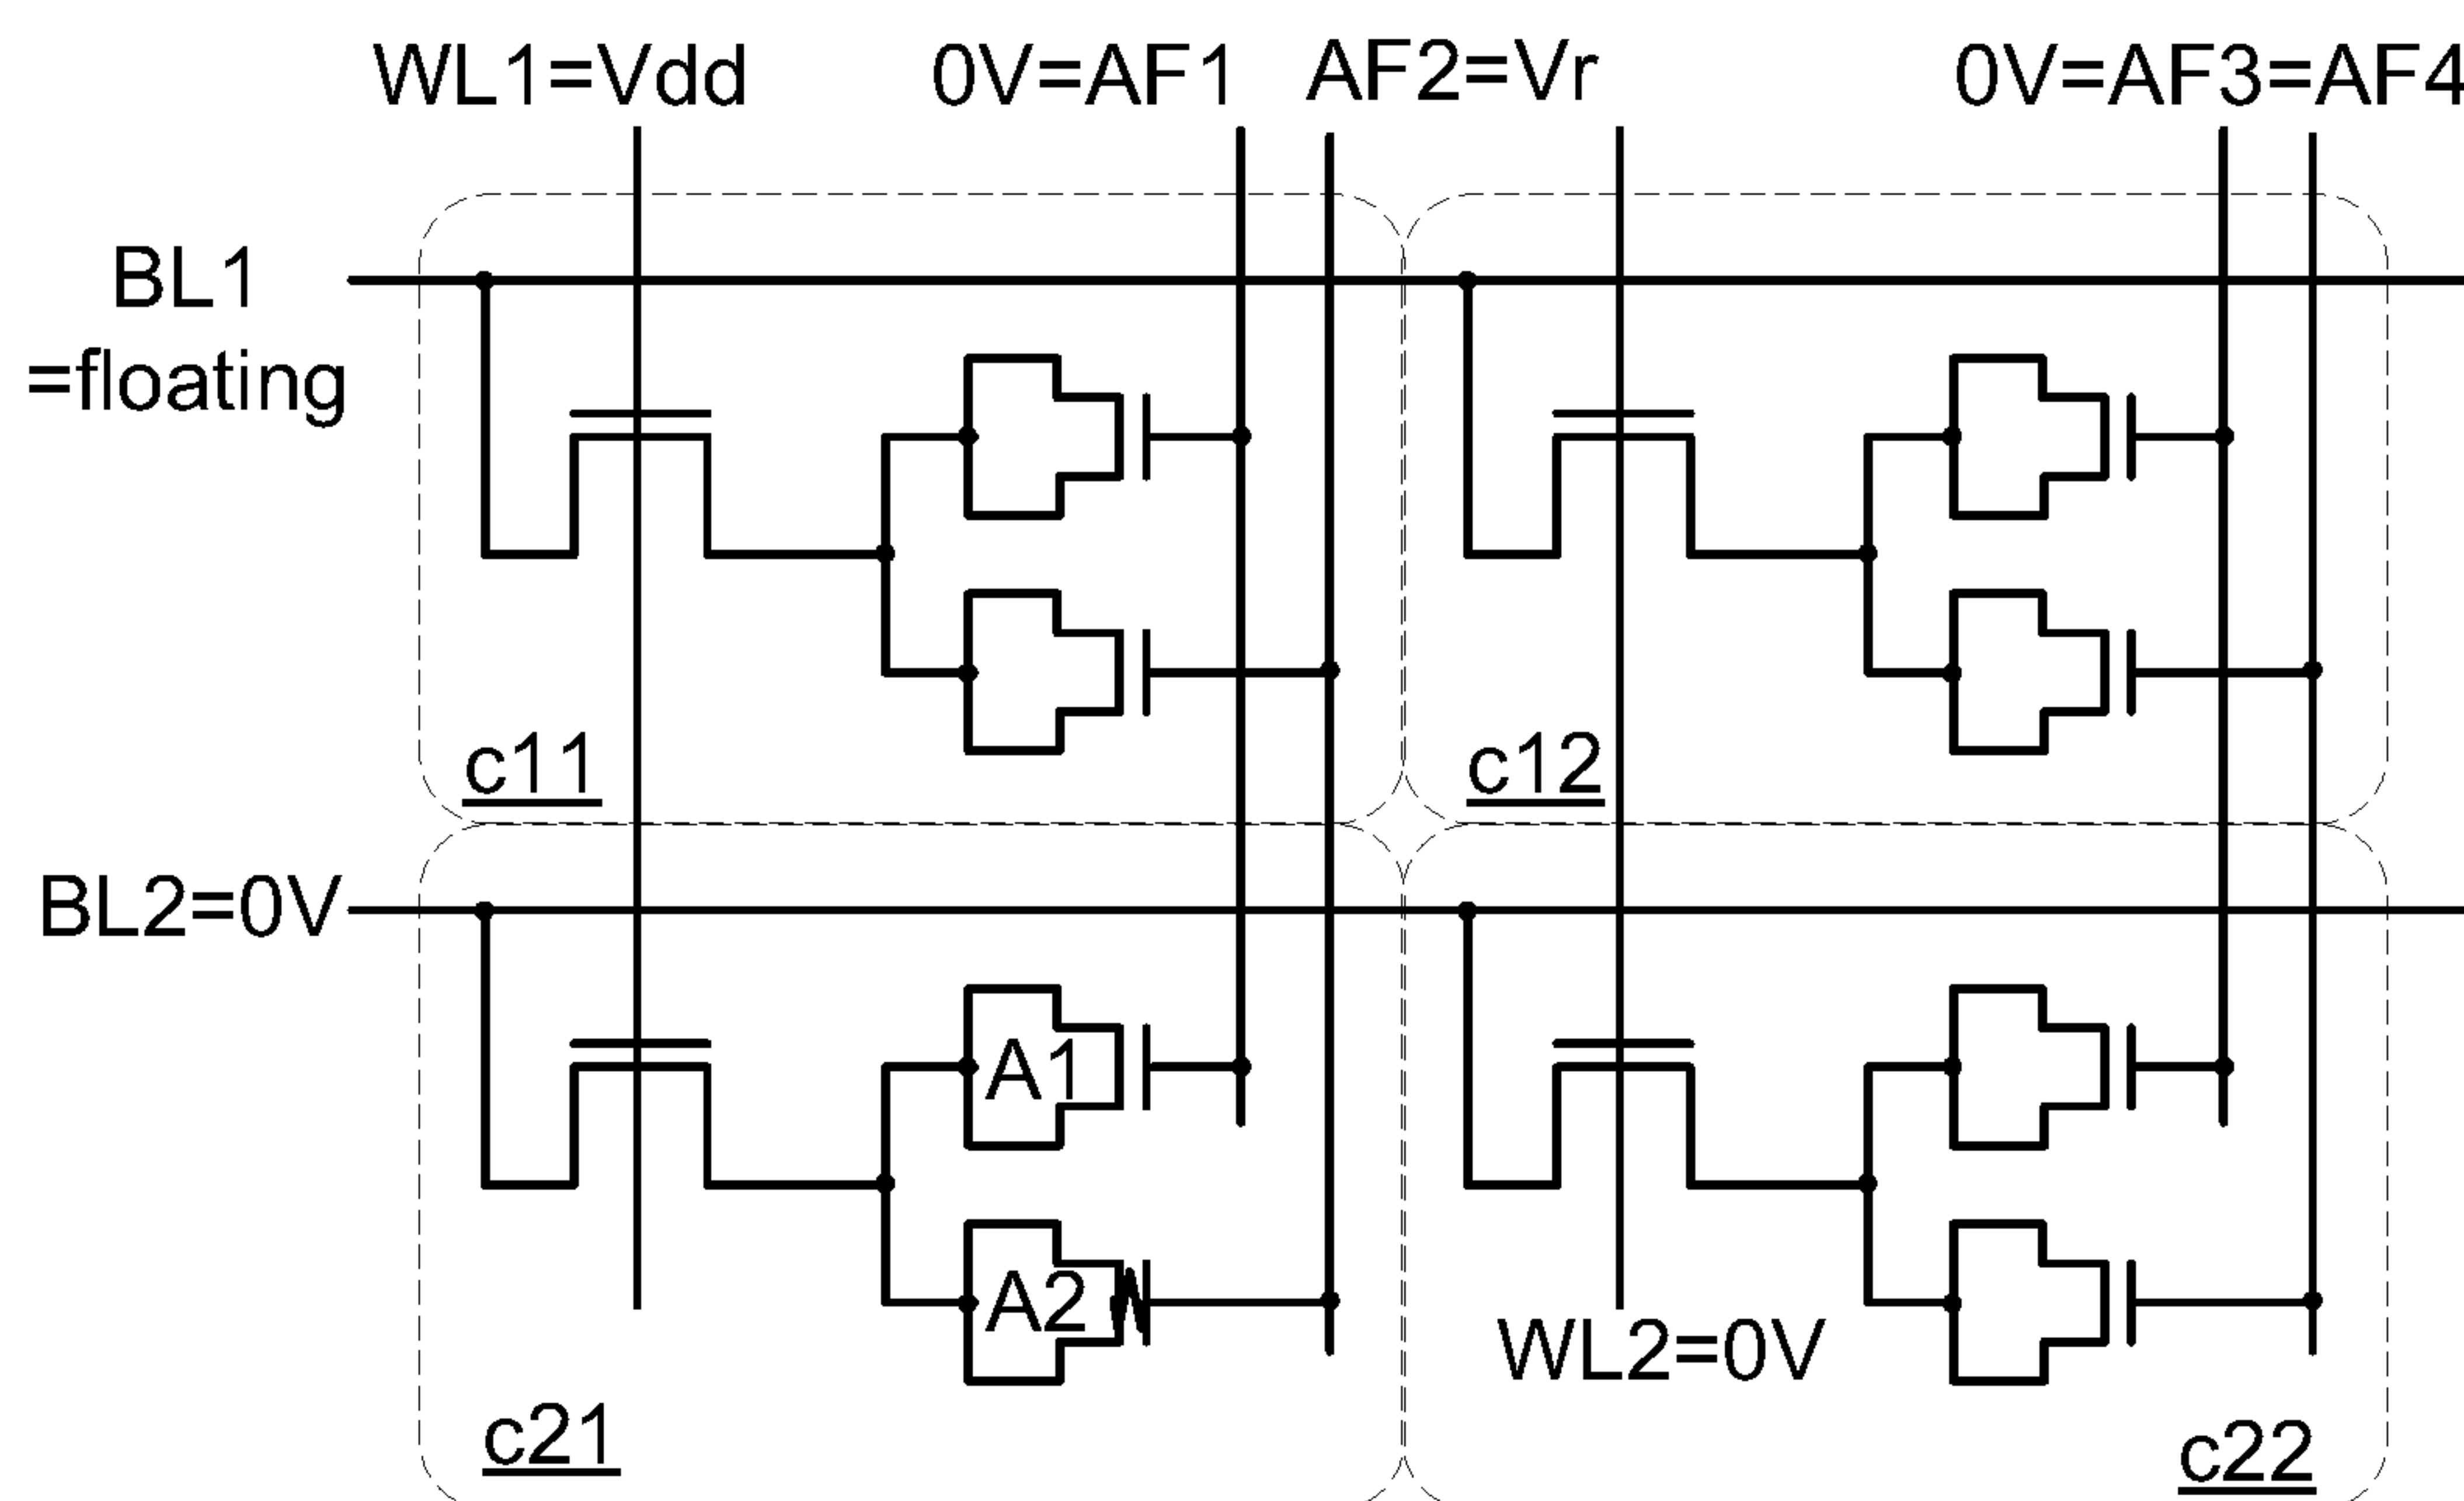 WL1=Vdd
0V=AF1
AF2=Vr
0V=AF3=AF4
BL1
=floating
c11
c12
BL2=0V
A1
A2
WL2=0V
c21
c22